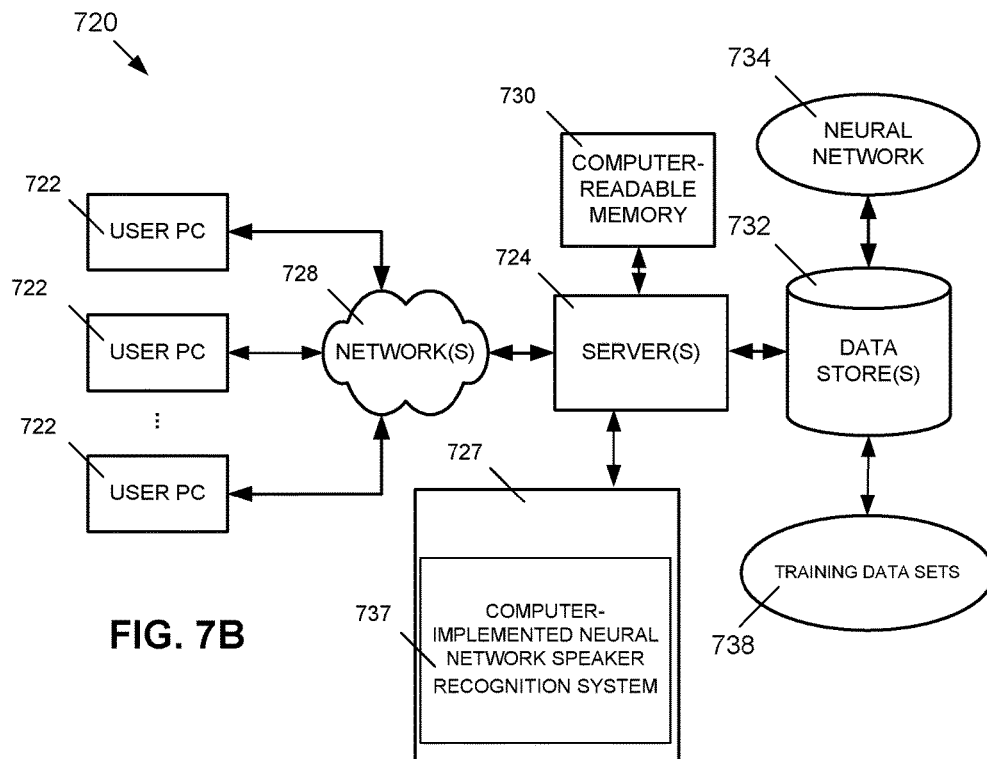 720
734
NEURAL
NETWORK
730
COMPUTER-
READABLE
MEMORY
722
USER PC
732
724
728
722
USER PC
NETWORK(S)
SERVER(S)
DATA
STORE(S)
...
722
USER PC
727
TRAINING DATA SETS
738
FIG. 7B
737
COMPUTER-
IMPLEMENTED NEURAL
NETWORK SPEAKER
RECOGNITION SYSTEM